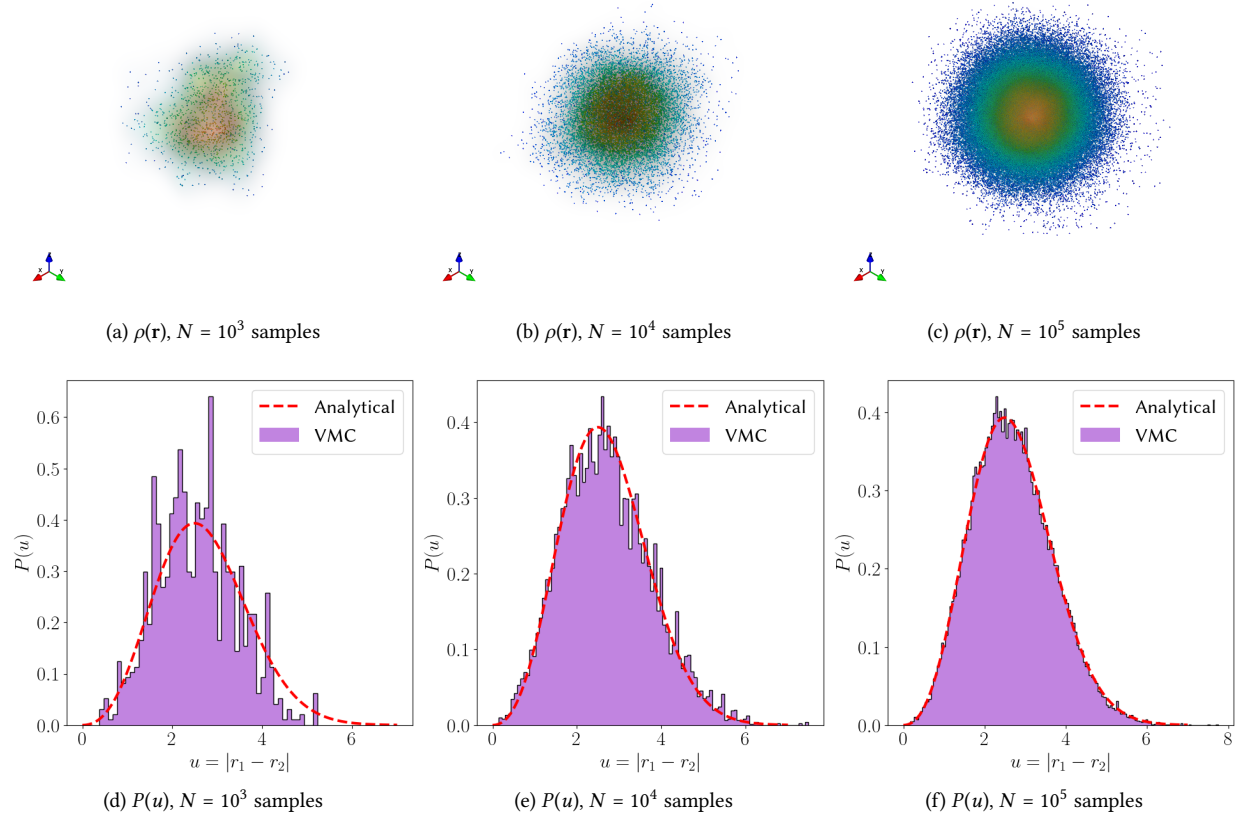 x y
x y
x y
(a) ρ(r), N = 10³ samples
(b) ρ(r), N = 10⁴ samples
(c) ρ(r), N = 10⁵ samples
Analytical
VMC
P(u)
0.6
0.5
0.4
0.3
0.2
0.1
0.0
0 2 4 6
u = |r₁ − r₂|
Analytical
VMC
P(u)
0.4
0.3
0.2
0.1
0.0
0 2 4 6
u = |r₁ − r₂|
Analytical
VMC
P(u)
0.4
0.3
0.2
0.1
0.0
0 2 4 6 8
u = |r₁ − r₂|
(d) P(u), N = 10³ samples
(e) P(u), N = 10⁴ samples
(f) P(u), N = 10⁵ samples